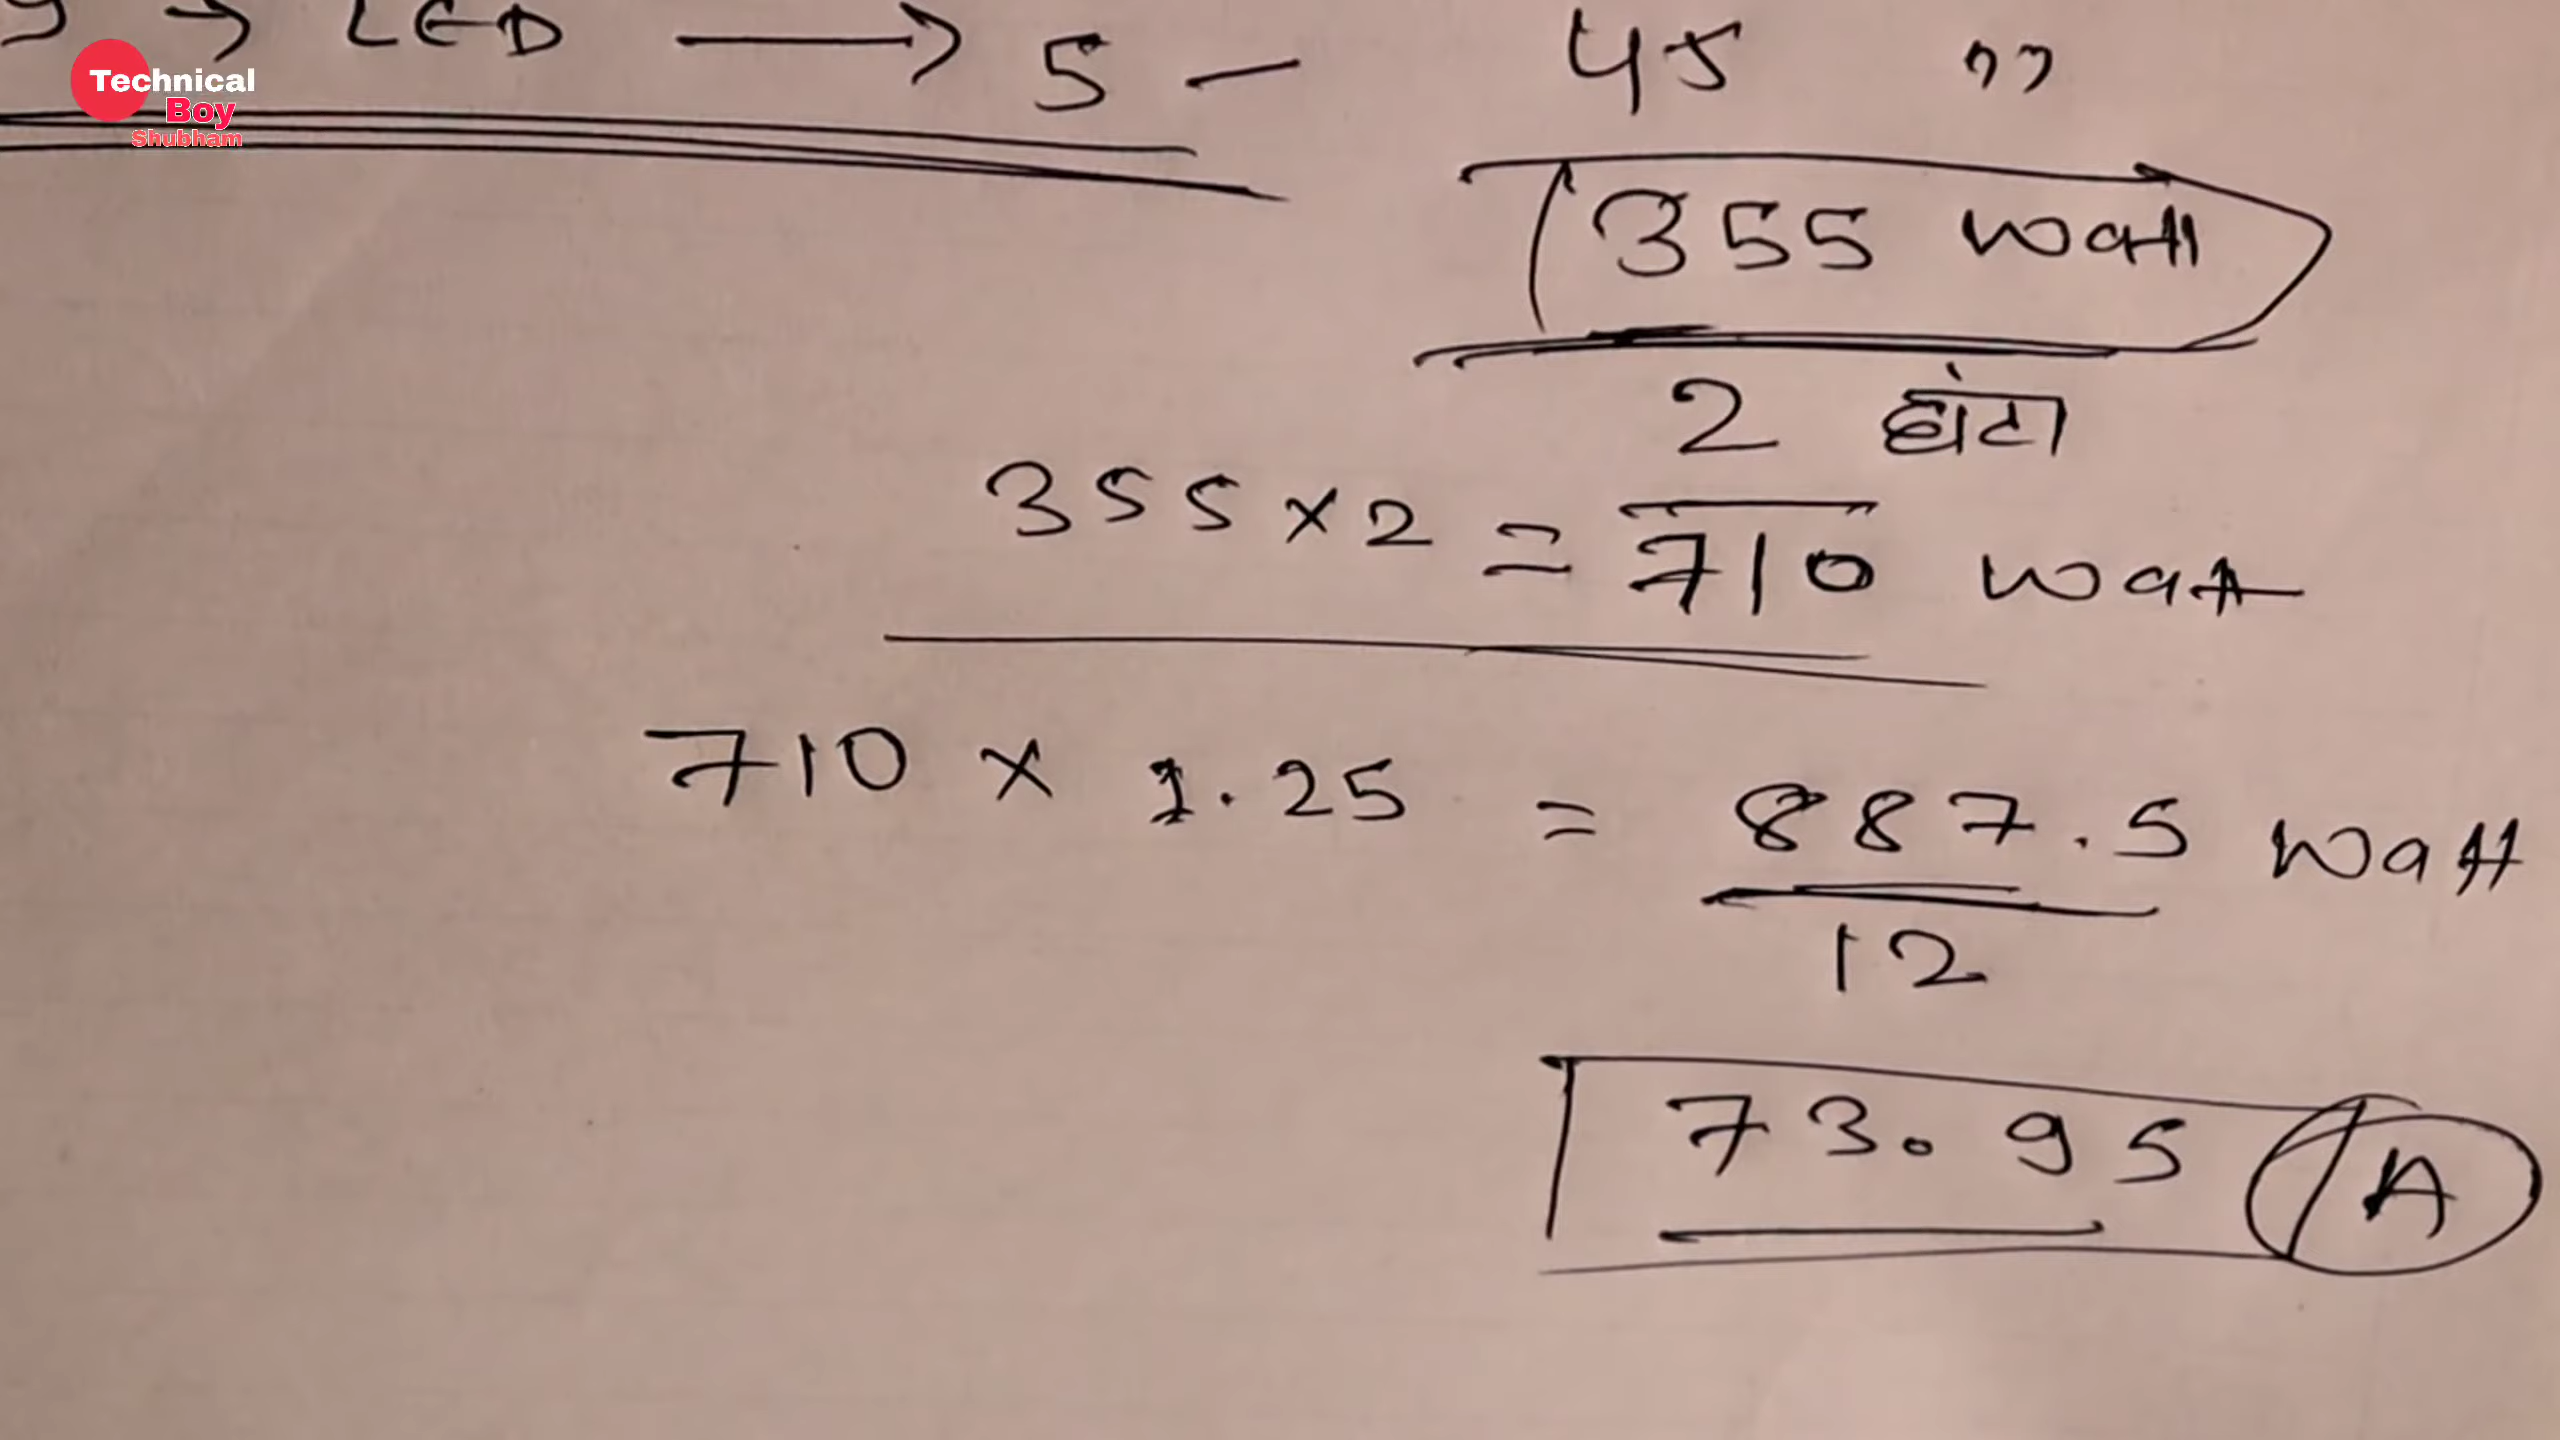 → LED → 5 — 45 ,,
Technical
Boy
Shubham
355 watt
2 घंटा
355 × 2 = 710 watt
710 × 1.25 = 887.5 watt
12
73.95 A